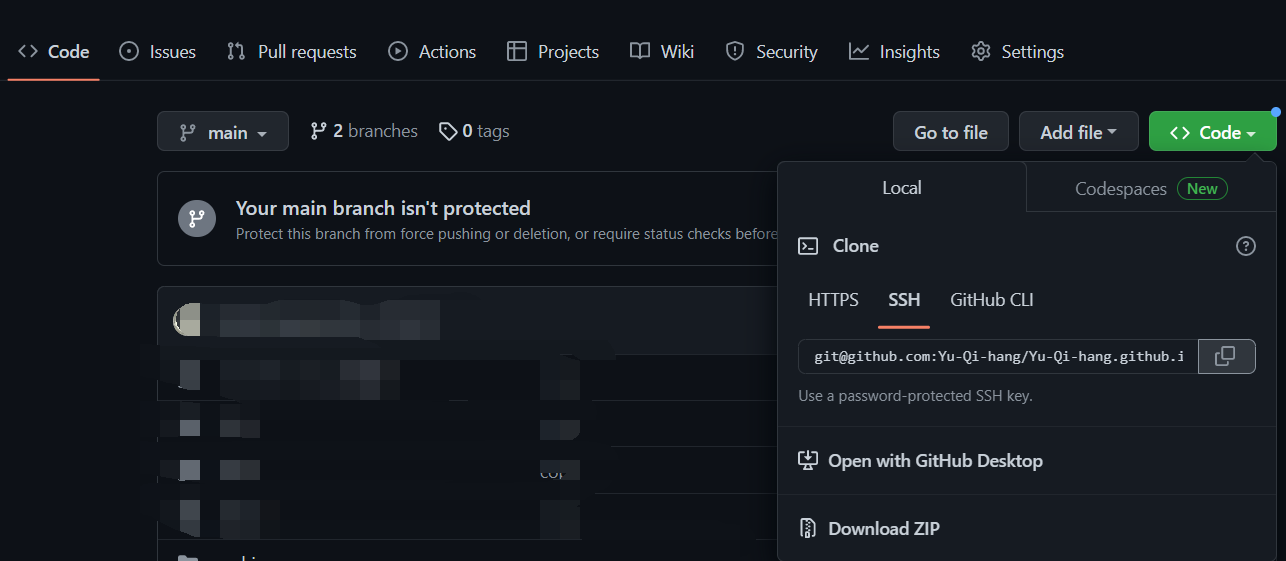 Code Issues Pull requests Actions Projects Wiki Security Insights Settings
main 2 branches 0 tags Go to file Add file Code
Local Codespaces New
Your main branch isn't protected
Protect this branch from force pushing or deletion, or require status checks before
Clone
HTTPS SSH GitHub CLI
git@github.com:Yu-Qi-hang/Yu-Qi-hang.github.i
Use a password-protected SSH key.
Open with GitHub Desktop
Download ZIP